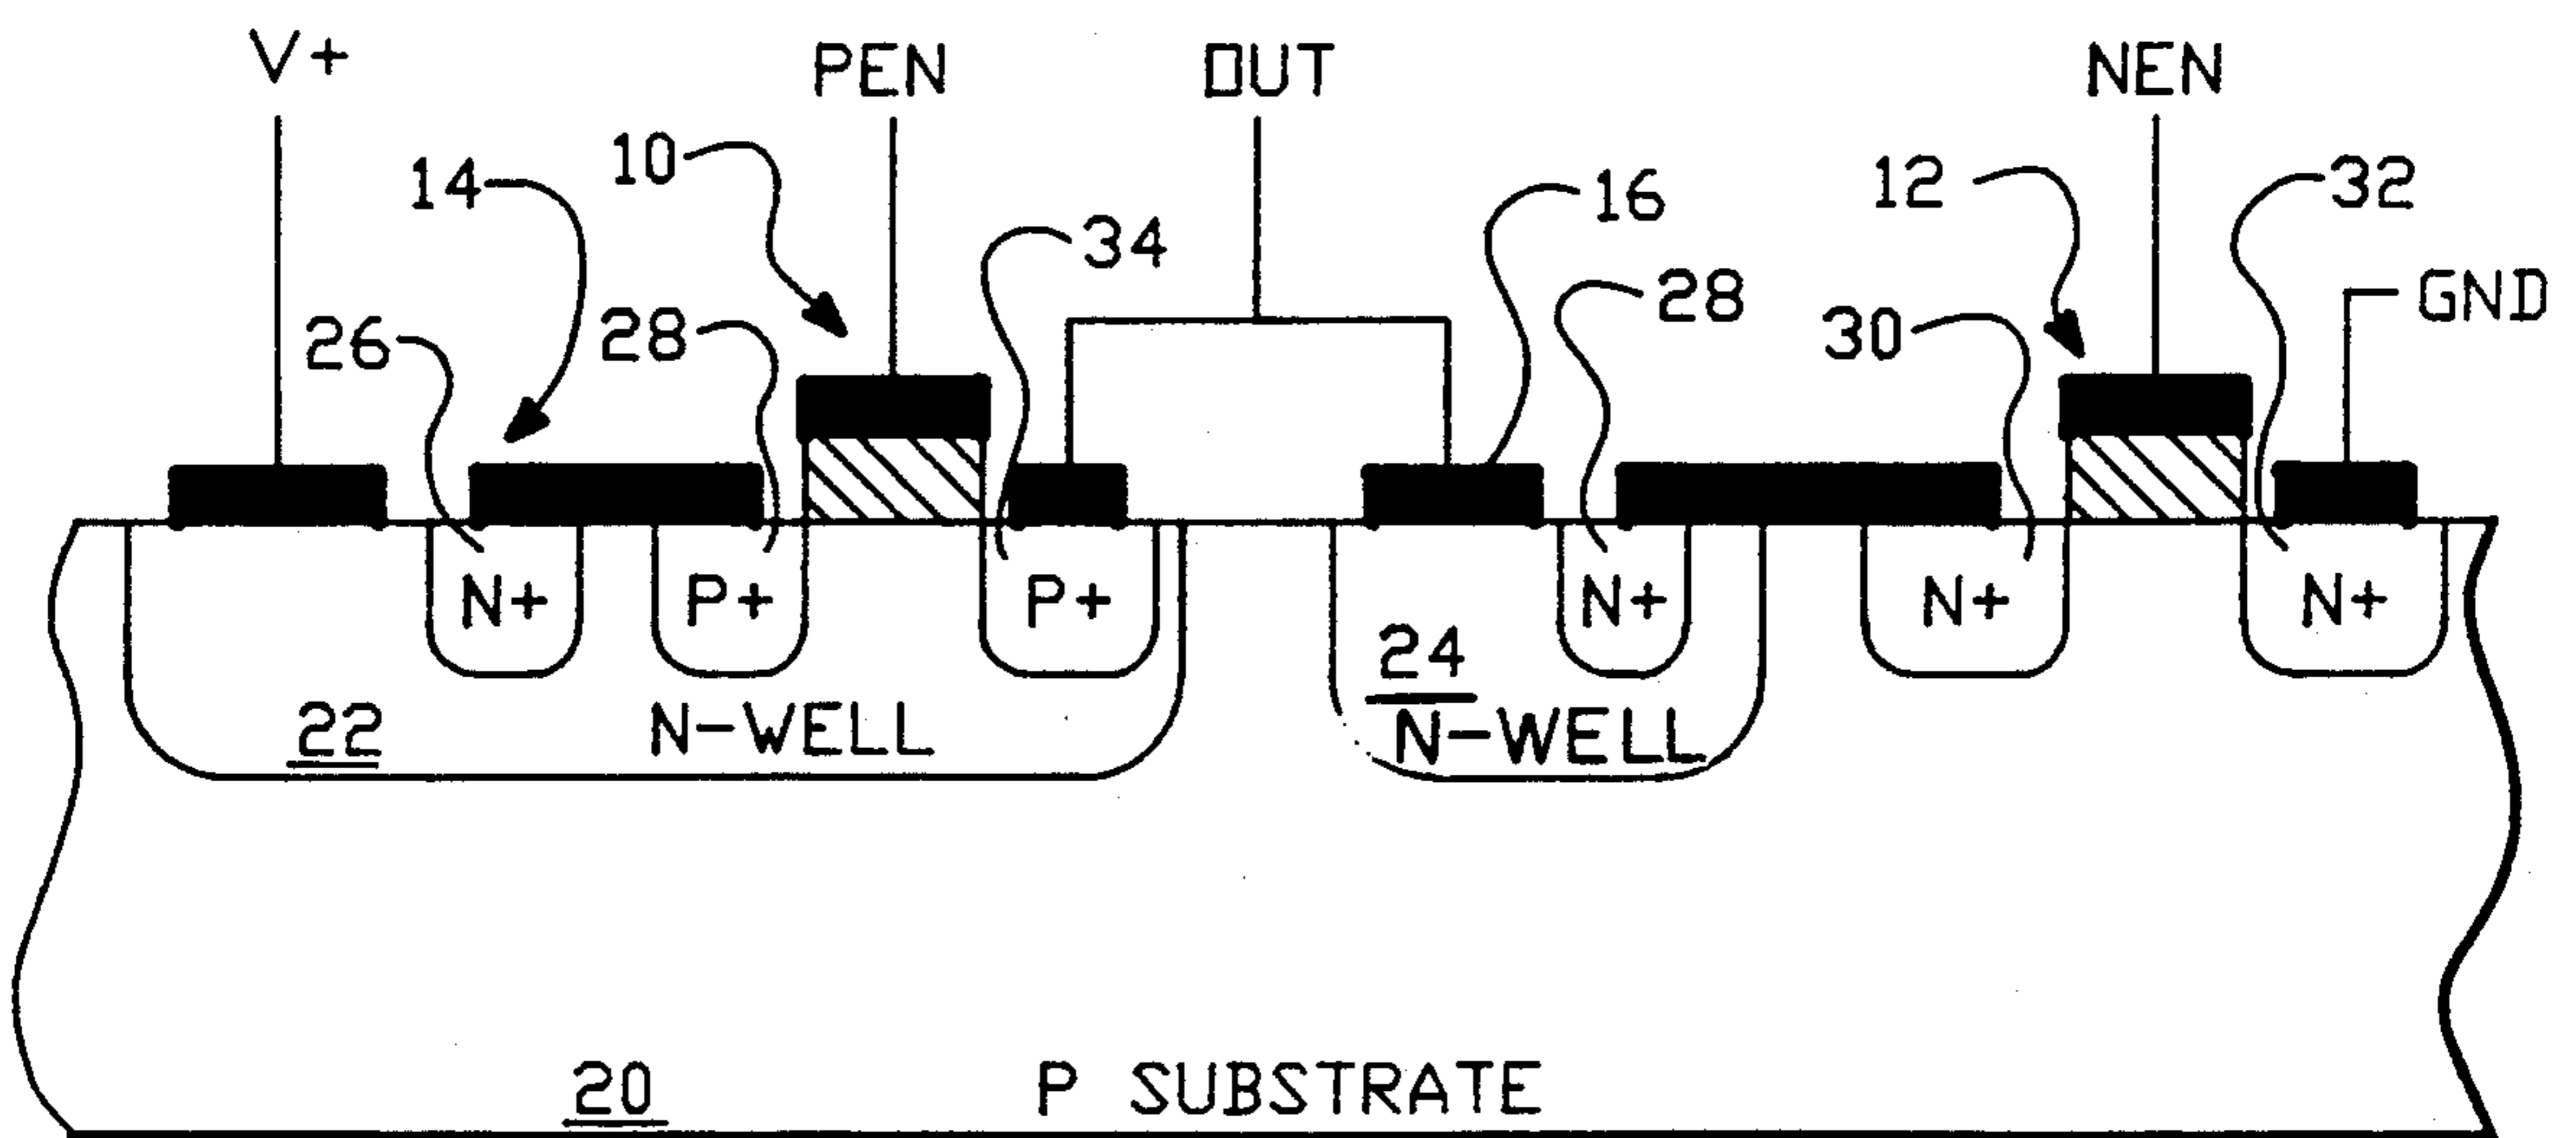 V+ PEN OUT NEN
10 14 16 12 32
34
28 GND
26 28 30
N+ P+ P+ N+ N+ N+
24
22 N-WELL N-WELL
20 P SUBSTRATE